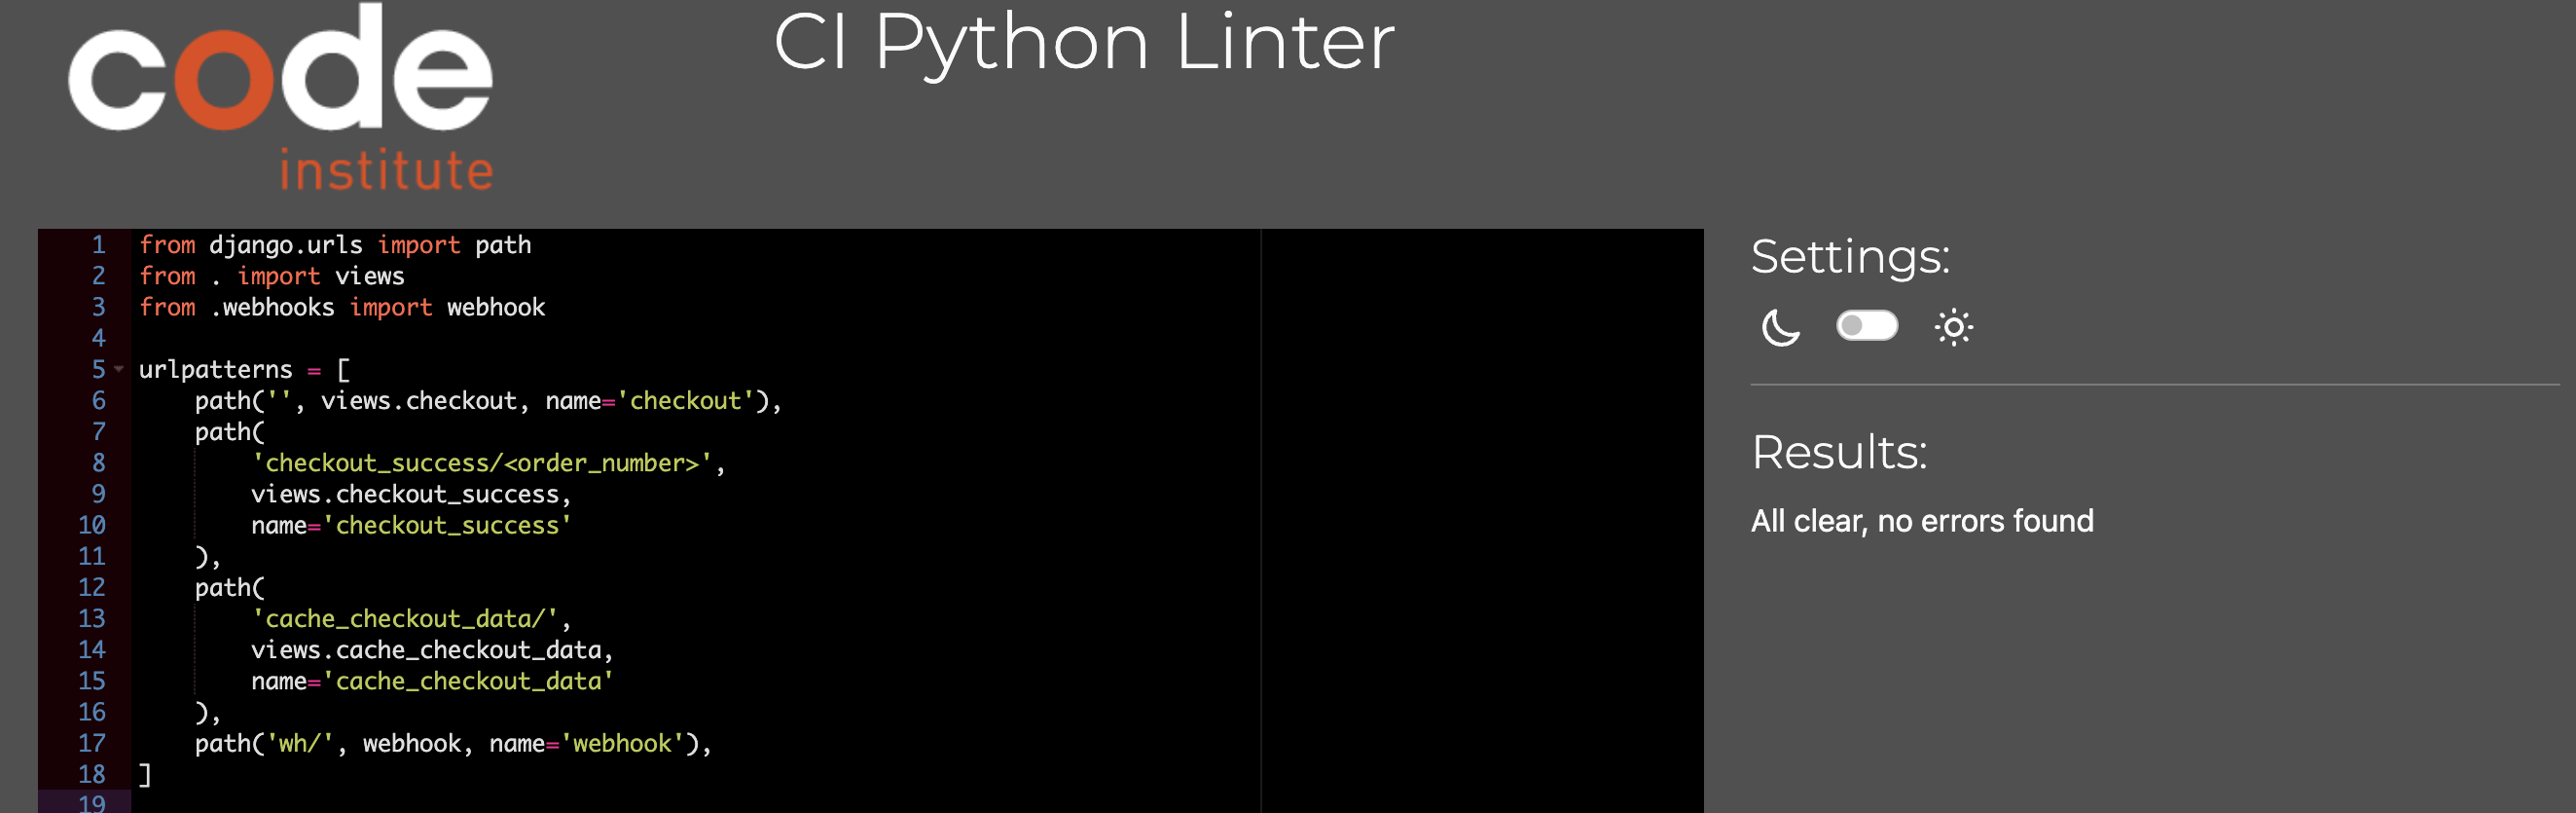 code
institute
CI Python Linter
1 from django.urls import path
2 from . import views
3 from .webhooks import webhook
4
5 urlpatterns = [
6     path('', views.checkout, name='checkout'),
7     path(
8         'checkout_success/<order_number>',
9         views.checkout_success,
10         name='checkout_success'
11     ),
12     path(
13         'cache_checkout_data/',
14         views.cache_checkout_data,
15         name='cache_checkout_data'
16     ),
17     path('wh/', webhook, name='webhook'),
18 ]
19
Settings:
Results:
All clear, no errors found